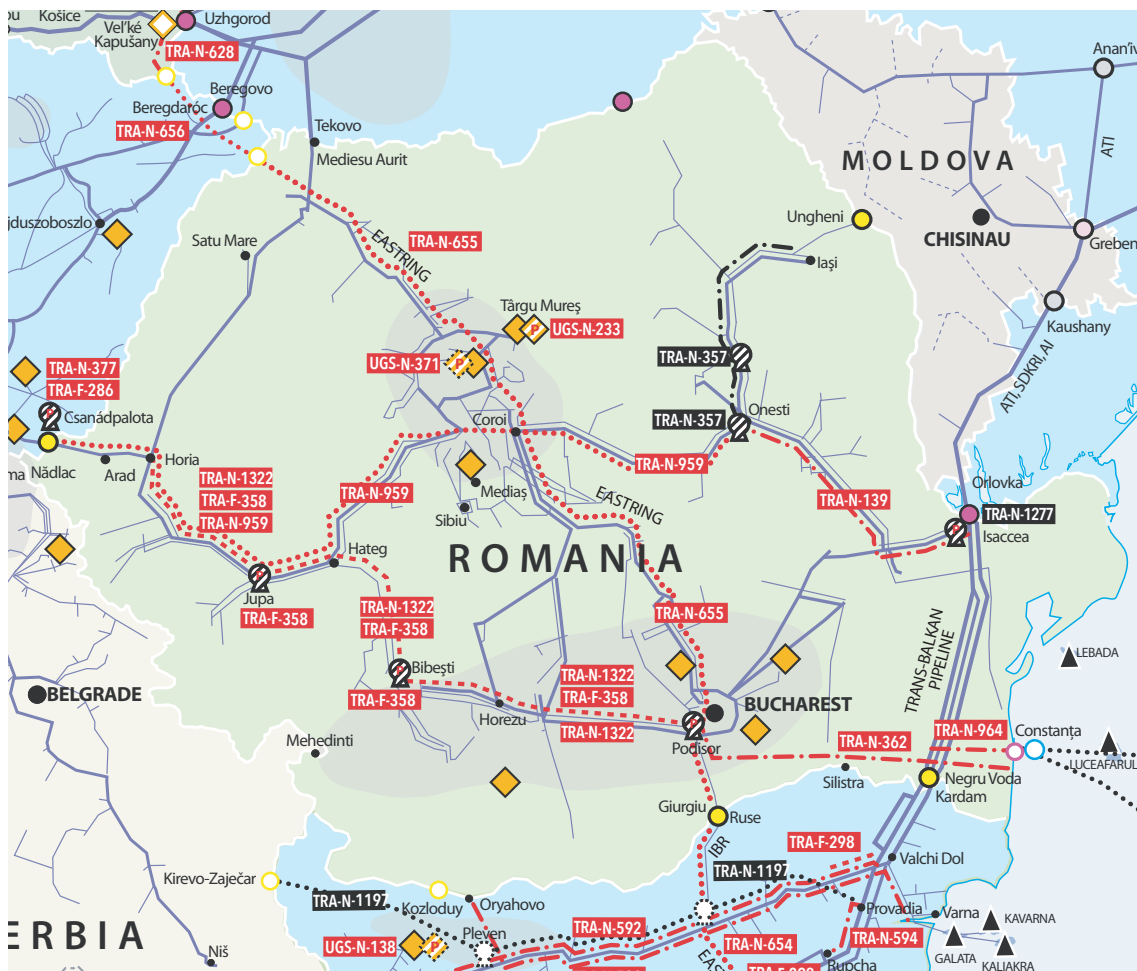 Košice
Uzhgorod
Vel'ké
Kapušany
TRA-N-628
Anan'iv
Beregovo
Beregdaróc
TRA-N-656
Tekovo
Mediesu Aurit
ATI
MOLDOVA
jduszoboszlo
Ungheni
CHISINAU
Greben
EASTRING
TRA-N-655
Satu Mare
Iaşi
Kaushany
Târgu Mureş
P
UGS-N-233
ATI, SDKRI, AI
TRA-N-357
P
UGS-N-371
TRA-N-377
TRA-F-286
Csanádpalota
TRA-N-357
Onesti
Coroi
Nădlac
Arad
Horia
TRA-N-959
TRA-N-1322
TRA-F-358
TRA-N-959
TRA-N-959
Mediaş
Sibiu
EASTRING
TRA-N-139
Orlovka
TRA-N-1277
Isaccea
Hateg
ROMANIA
Jupa
TRA-F-358
TRA-N-1322
TRA-F-358
TRA-N-655
TRANS-BALKAN
PIPELINE
LEBADA
Bibeşti
TRA-F-358
TRA-N-1322
TRA-F-358
BELGRADE
BUCHAREST
Horezu
TRA-N-1322
Podisor
TRA-N-362
TRA-N-964
Constanţa
LUCEAFARUL
Mehedinti
Silistra
Negru Voda
Kardam
Giurgiu
Ruse
IBR
TRA-F-298
Valchi Dol
TRA-N-1197
Kirevo-Zaječar
TRA-N-1197
Kozloduy
Oryahovo
Provadia
Varna
KAVARNA
ERBIA
Pleven
TRA-N-592
UGS-N-138
P
TRA-N-654
TRA-N-594
GALATA
KALIAKRA
Niš
Rupcha